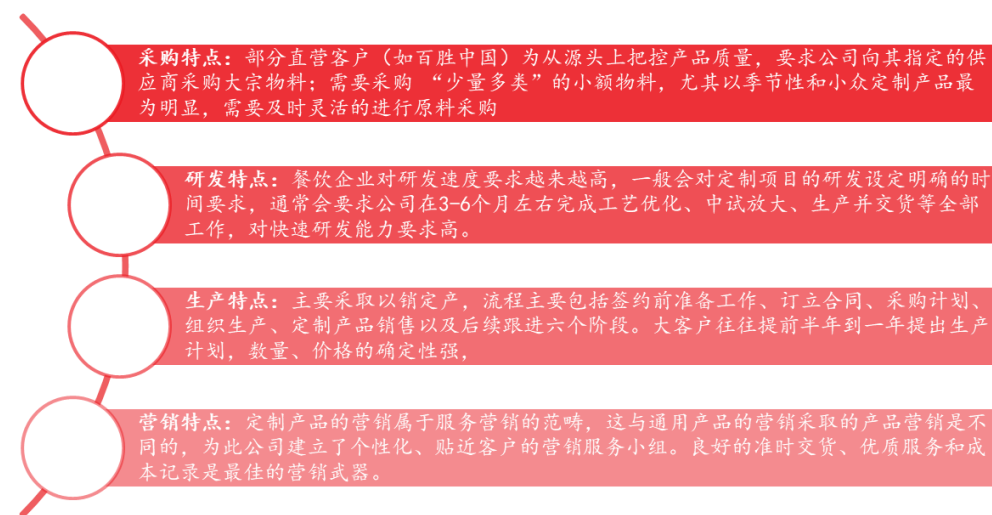 采购特点：部分直营客户（如百胜中国）为从源头上把控产品质量，要求公司向其指定的供
应商采购大宗物料；需要采购 “少量多类”的小额物料，尤其以季节性和小众定制产品最
为明显，需要及时灵活的进行原料采购
研发特点：餐饮企业对研发速度要求越来越高，一般会对定制项目的研发设定明确的时
间要求，通常会要求公司在3-6个月左右完成工艺优化、中试放大、生产并交货等全部
工作，对快速研发能力要求高。
生产特点：主要采取以销定产，流程主要包括签约前准备工作、订立合同、采购计划、
组织生产、定制产品销售以及后续跟进六个阶段。大客户往往提前半年到一年提出生产
计划，数量、价格的确定性强，
营销特点：定制产品的营销属于服务营销的范畴，这与通用产品的营销采取的产品营销是不
同的，为此公司建立了个性化、贴近客户的营销服务小组。良好的准时交货、优质服务和成
本记录是最佳的营销武器。